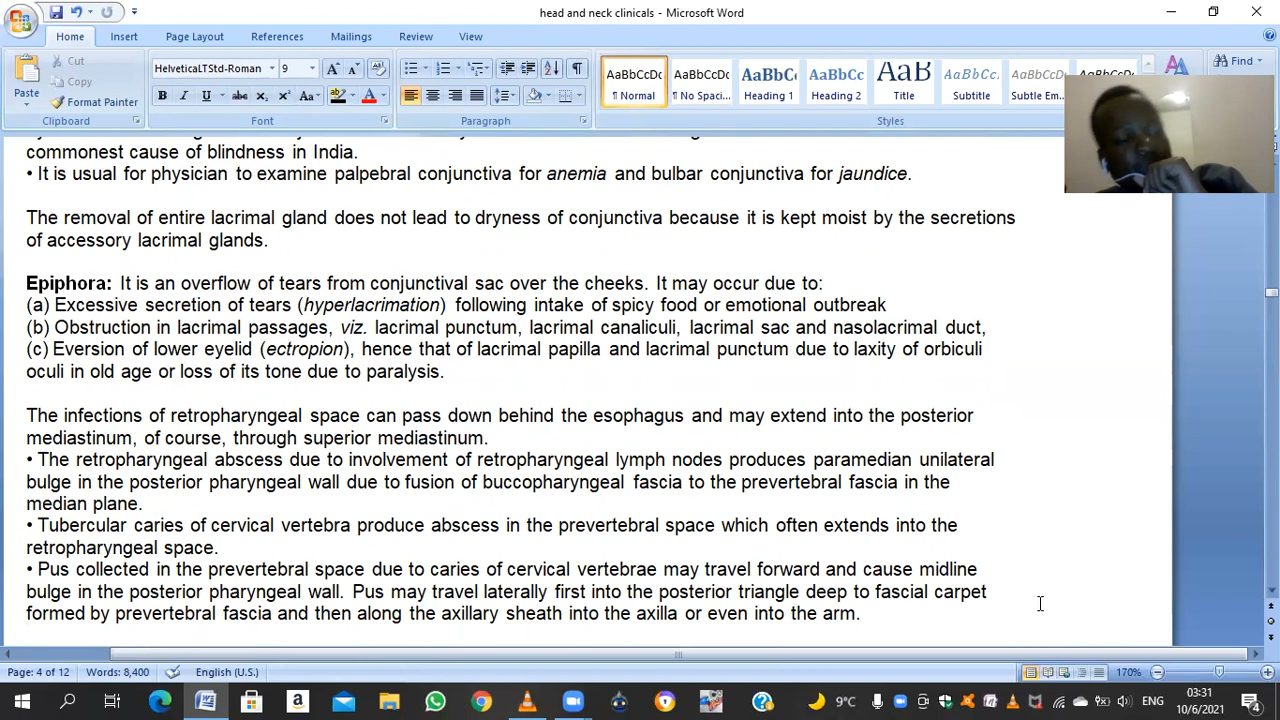 head and neck clinicals - Microsoft Word
Home Insert Page Layout References Mailings Review View
Paste
Cut
Copy
Format Painter
Clipboard
HelveticaLTStd-Roman 9
Font
Paragraph
AaBbCcDc AaBbCcDc AaBbCc AaBbCc AaB AaBbCc. AaBbCcDc AaBbCcDc
¶ Normal ¶ No Spaci... Heading 1 Heading 2 Title Subtitle Subtle Em...
Styles
Find
commonest cause of blindness in India.
• It is usual for physician to examine palpebral conjunctiva for anemia and bulbar conjunctiva for jaundice.
The removal of entire lacrimal gland does not lead to dryness of conjunctiva because it is kept moist by the secretions
of accessory lacrimal glands.
Epiphora: It is an overflow of tears from conjunctival sac over the cheeks. It may occur due to:
(a) Excessive secretion of tears (hyperlacrimation) following intake of spicy food or emotional outbreak
(b) Obstruction in lacrimal passages, viz. lacrimal punctum, lacrimal canaliculi, lacrimal sac and nasolacrimal duct,
(c) Eversion of lower eyelid (ectropion), hence that of lacrimal papilla and lacrimal punctum due to laxity of orbiculi
oculi in old age or loss of its tone due to paralysis.
The infections of retropharyngeal space can pass down behind the esophagus and may extend into the posterior
mediastinum, of course, through superior mediastinum.
• The retropharyngeal abscess due to involvement of retropharyngeal lymph nodes produces paramedian unilateral
bulge in the posterior pharyngeal wall due to fusion of buccopharyngeal fascia to the prevertebral fascia in the
median plane.
• Tubercular caries of cervical vertebra produce abscess in the prevertebral space which often extends into the
retropharyngeal space.
• Pus collected in the prevertebral space due to caries of cervical vertebrae may travel forward and cause midline
bulge in the posterior pharyngeal wall. Pus may travel laterally first into the posterior triangle deep to fascial carpet
formed by prevertebral fascia and then along the axillary sheath into the axilla or even into the arm.
Page: 4 of 12 Words: 8,400 English (U.S.) 170%
9°C ENG
03:31
10/6/2021